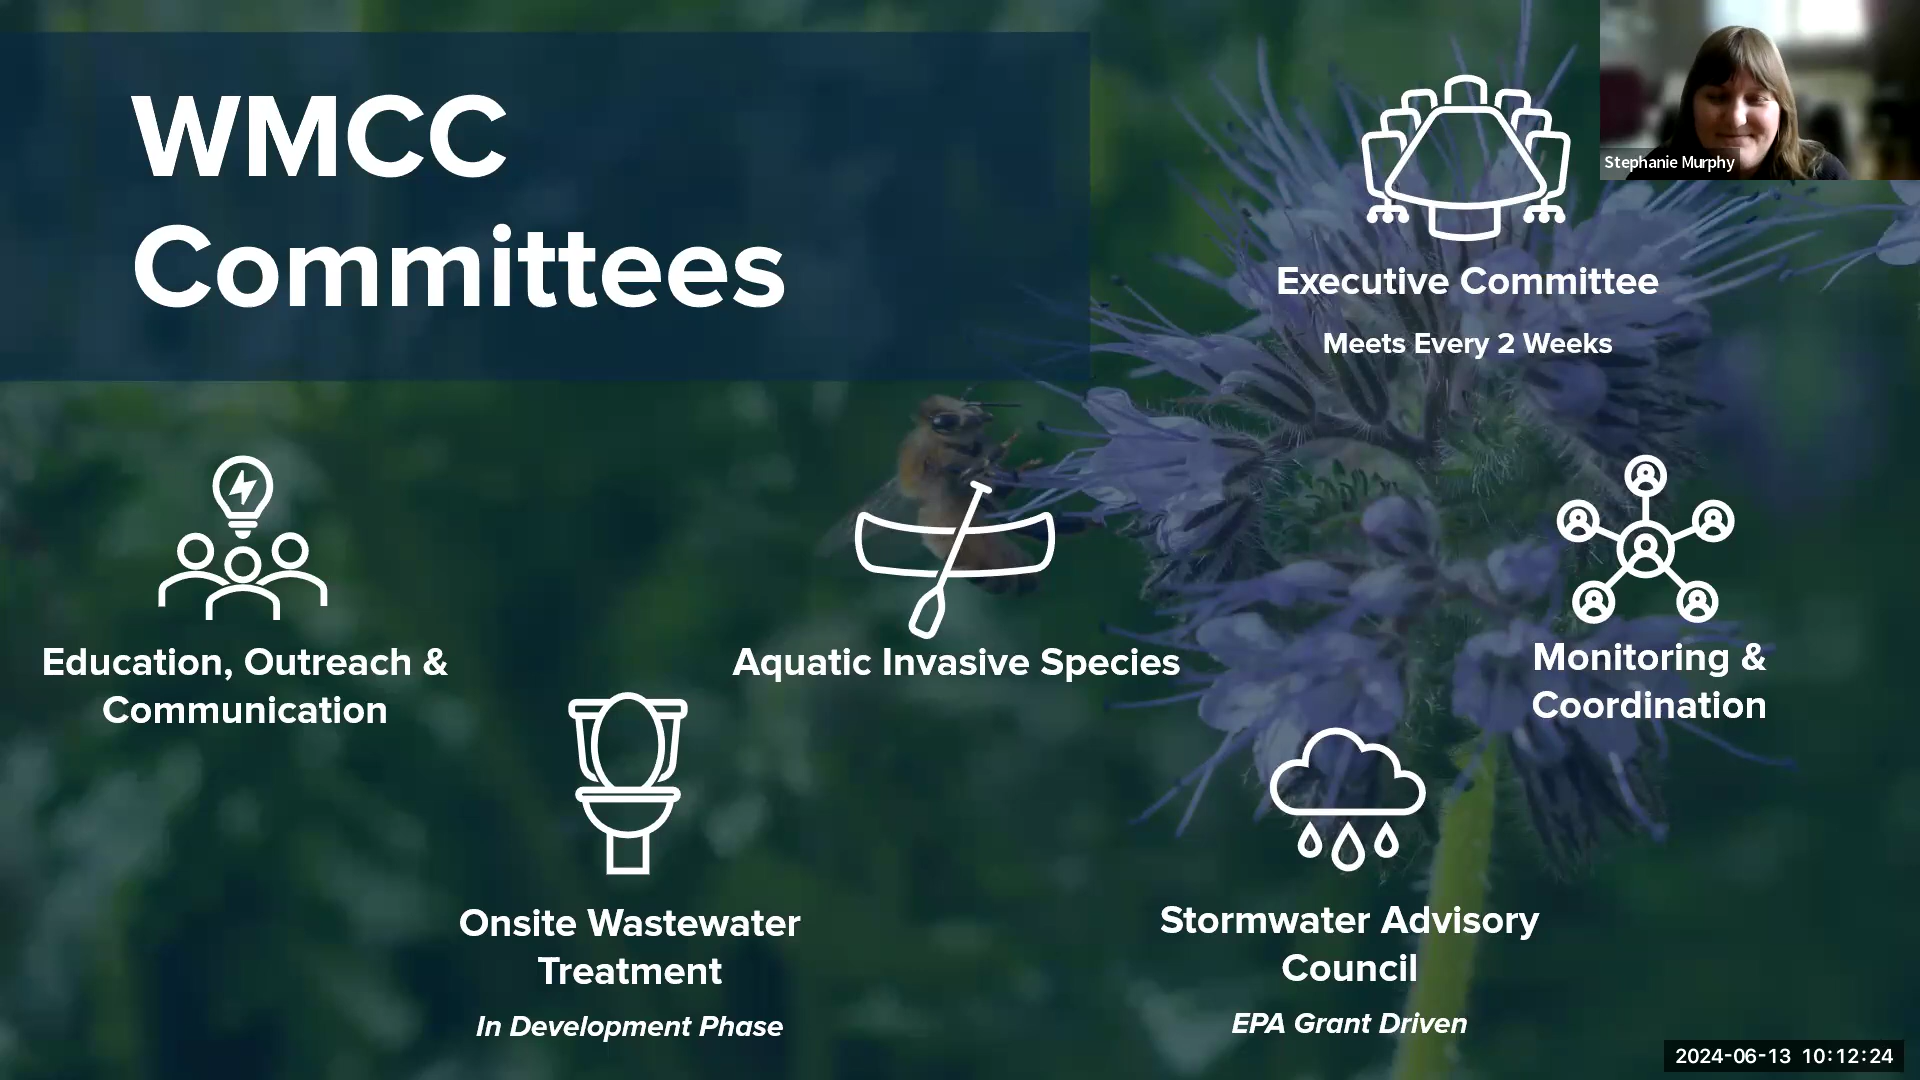 WMCC
Committees
Stephanie Murphy
Executive Committee
Meets Every 2 Weeks
Education, Outreach &
Communication
Aquatic Invasive Species
Monitoring &
Coordination
Onsite Wastewater
Treatment
In Development Phase
Stormwater Advisory
Council
EPA Grant Driven
2024-06-13 10:12:24